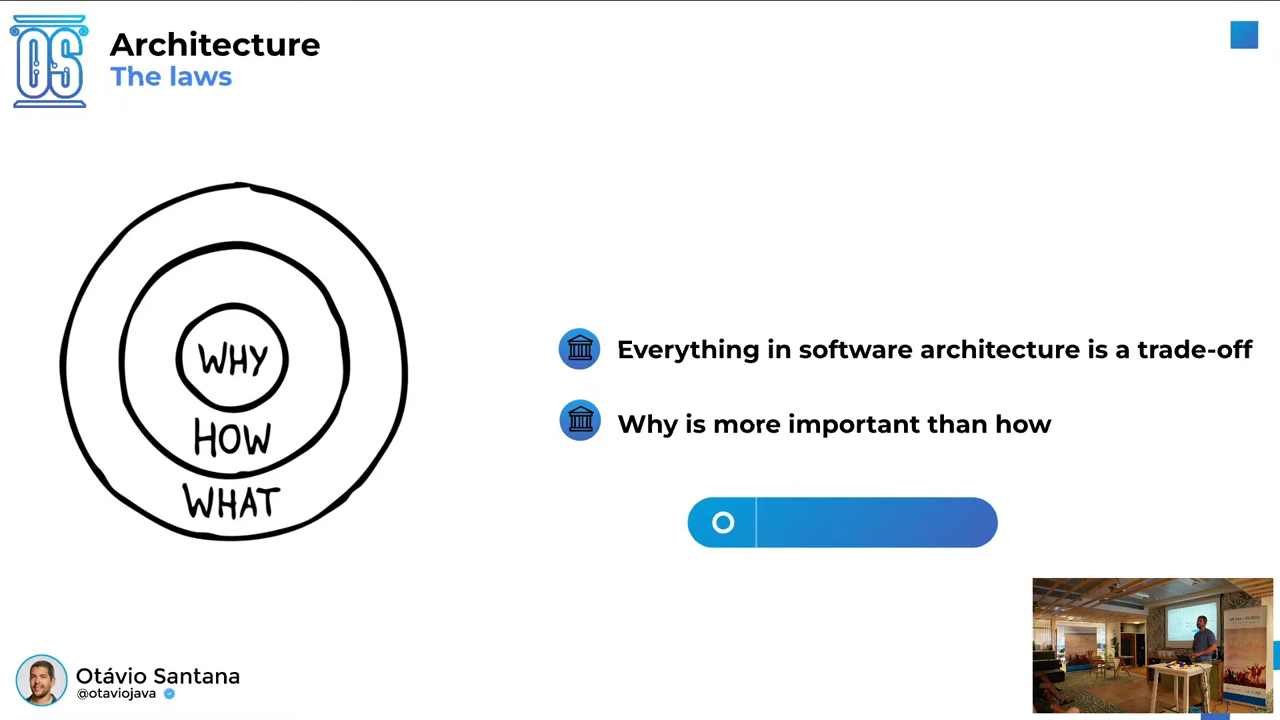 OS
Architecture
The laws
WHY
HOW
WHAT
Everything in software architecture is a trade-off
Why is more important than how
Otávio Santana
@otaviojava